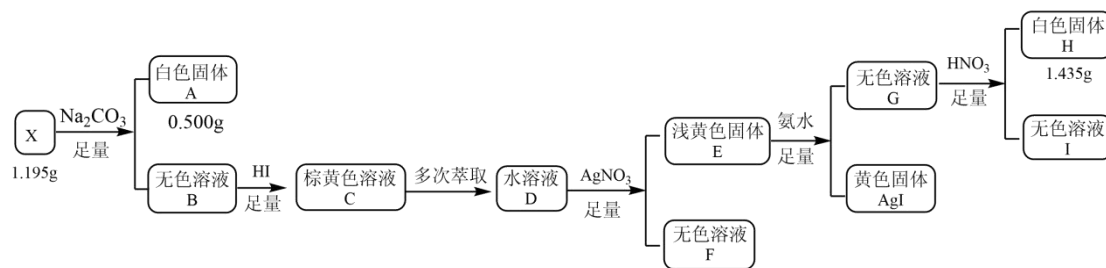 X
1.195g
Na₂CO₃
足量
白色固体
A
0.500g
无色溶液
B
HI
足量
棕黄色溶液
C
多次萃取
水溶液
D
AgNO₃
足量
浅黄色固体
E
无色溶液
F
氨水
足量
无色溶液
G
黄色固体
AgI
HNO₃
足量
白色固体
H
1.435g
无色溶液
I